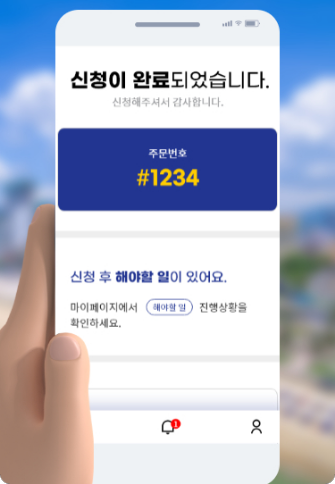 신청이 완료되었습니다.
신청해주셔서 감사합니다.
주문번호
#1234
신청 후 해야할 일이 있어요.
마이페이지에서 해야할 일 진행상황을
확인하세요.
1